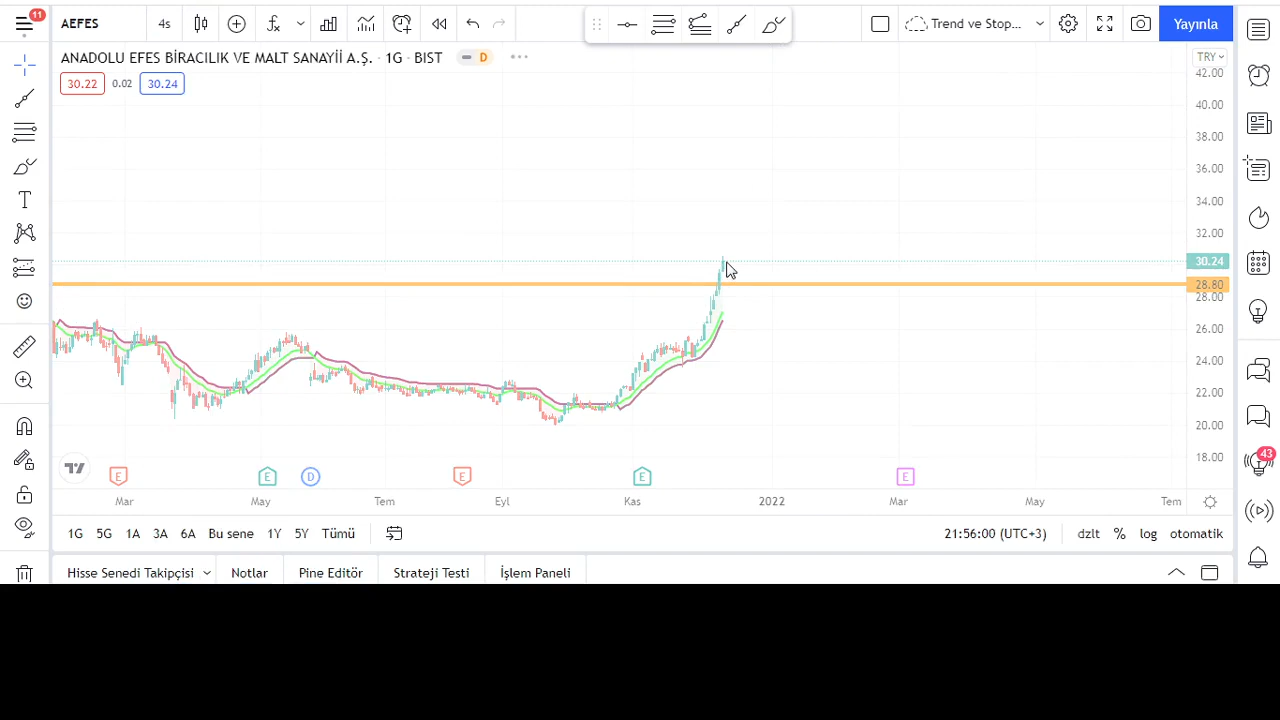 11
AEFES
4s
Trend ve Stop...
Yayınla
ANADOLU EFES BİRACILIK VE MALT SANAYİİ A.Ş. · 1G · BIST
D
TRY
30.22
0.02
30.24
42.00
40.00
38.00
36.00
34.00
32.00
30.24
28.80
28.00
26.00
24.00
22.00
20.00
18.00
43
E
E
D
E
E
E
Mar
May
Tem
Eyl
Kas
2022
Mar
May
Tem
1G
5G
1A
3A
6A
Bu sene
1Y
5Y
Tümü
21:56:00 (UTC+3)
dzlt
%
log
otomatik
Hisse Senedi Takipçisi
Notlar
Pine Editör
Strateji Testi
İşlem Paneli